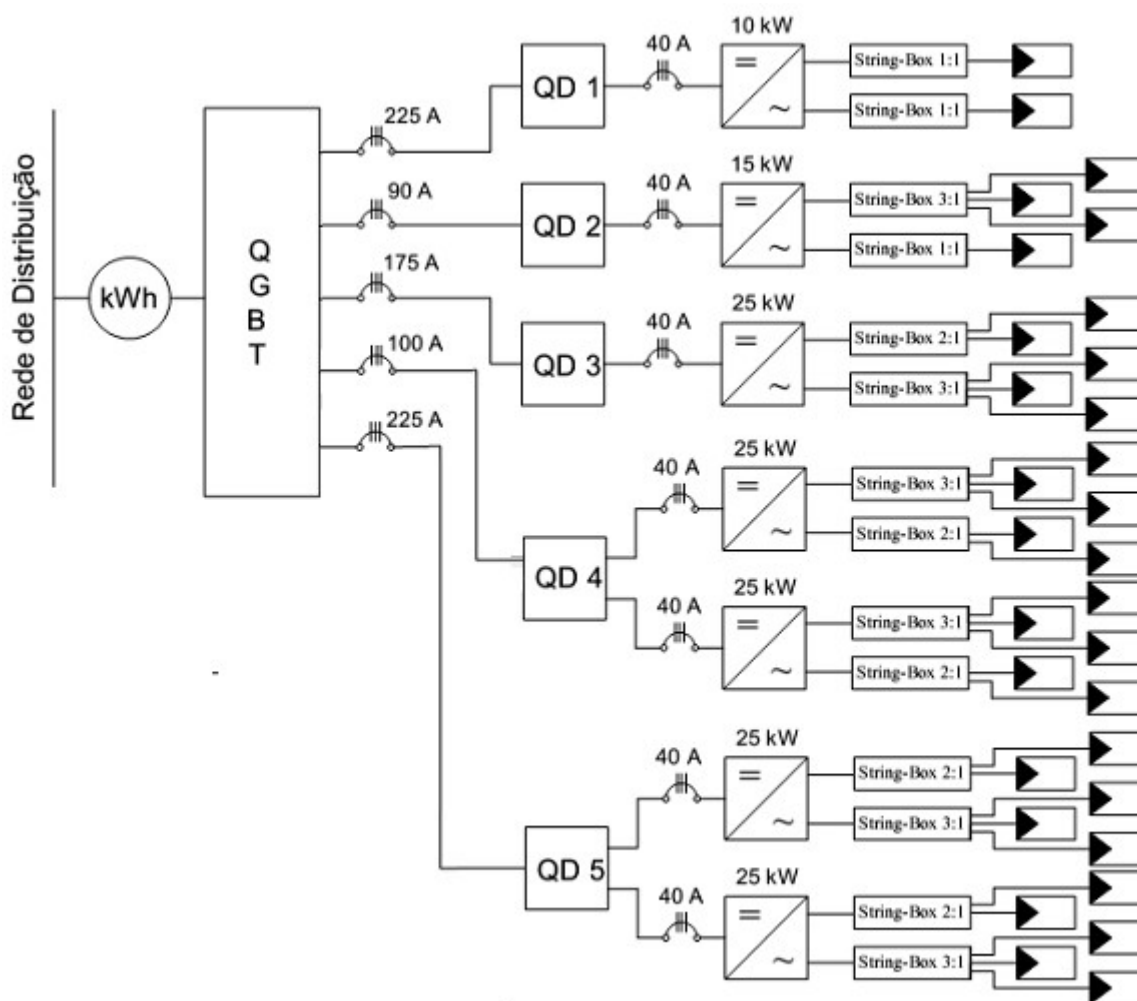 Rede de Distribuição
kWh
QGBT
225 A
90 A
175 A
100 A
225 A
QD 1
40 A
10 kW
String-Box 1:1
String-Box 1:1
QD 2
40 A
15 kW
String-Box 3:1
String-Box 1:1
QD 3
40 A
25 kW
String-Box 2:1
String-Box 3:1
QD 4
40 A
25 kW
String-Box 3:1
String-Box 2:1
40 A
25 kW
String-Box 3:1
String-Box 2:1
QD 5
40 A
25 kW
String-Box 2:1
String-Box 3:1
40 A
25 kW
String-Box 2:1
String-Box 3:1